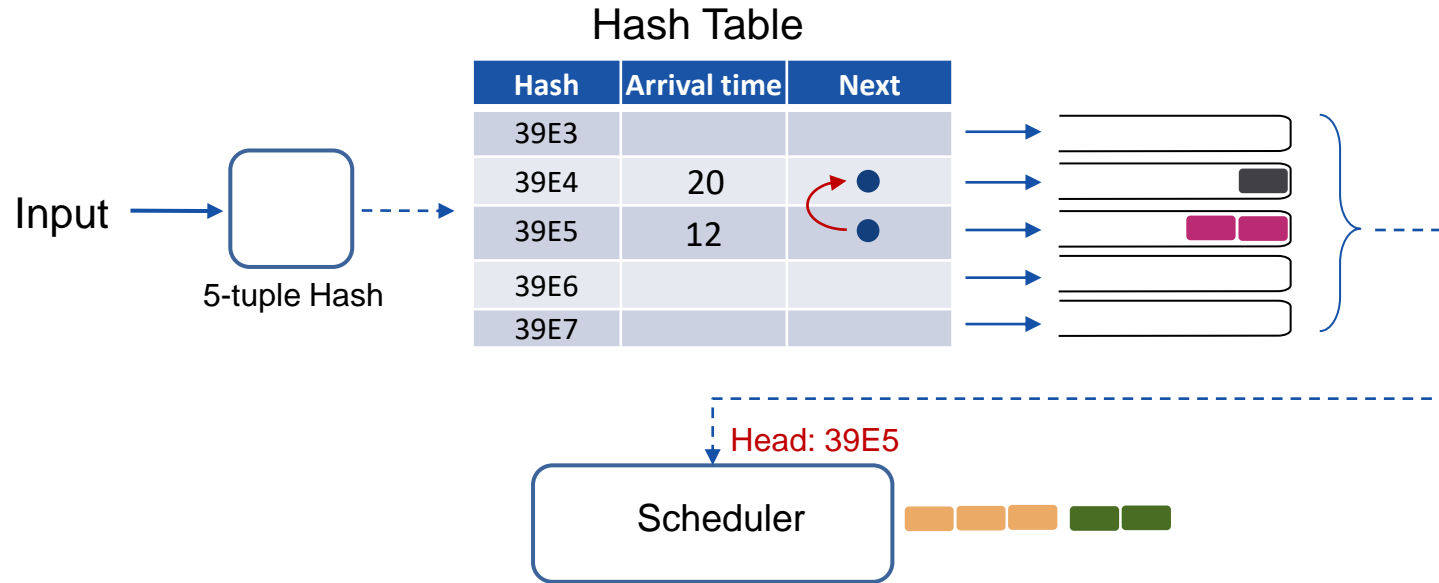 Hash Table
Hash Arrival time Next
39E3
39E4 20
39E5 12
39E6
39E7
Input
5-tuple Hash
Head: 39E5
Scheduler